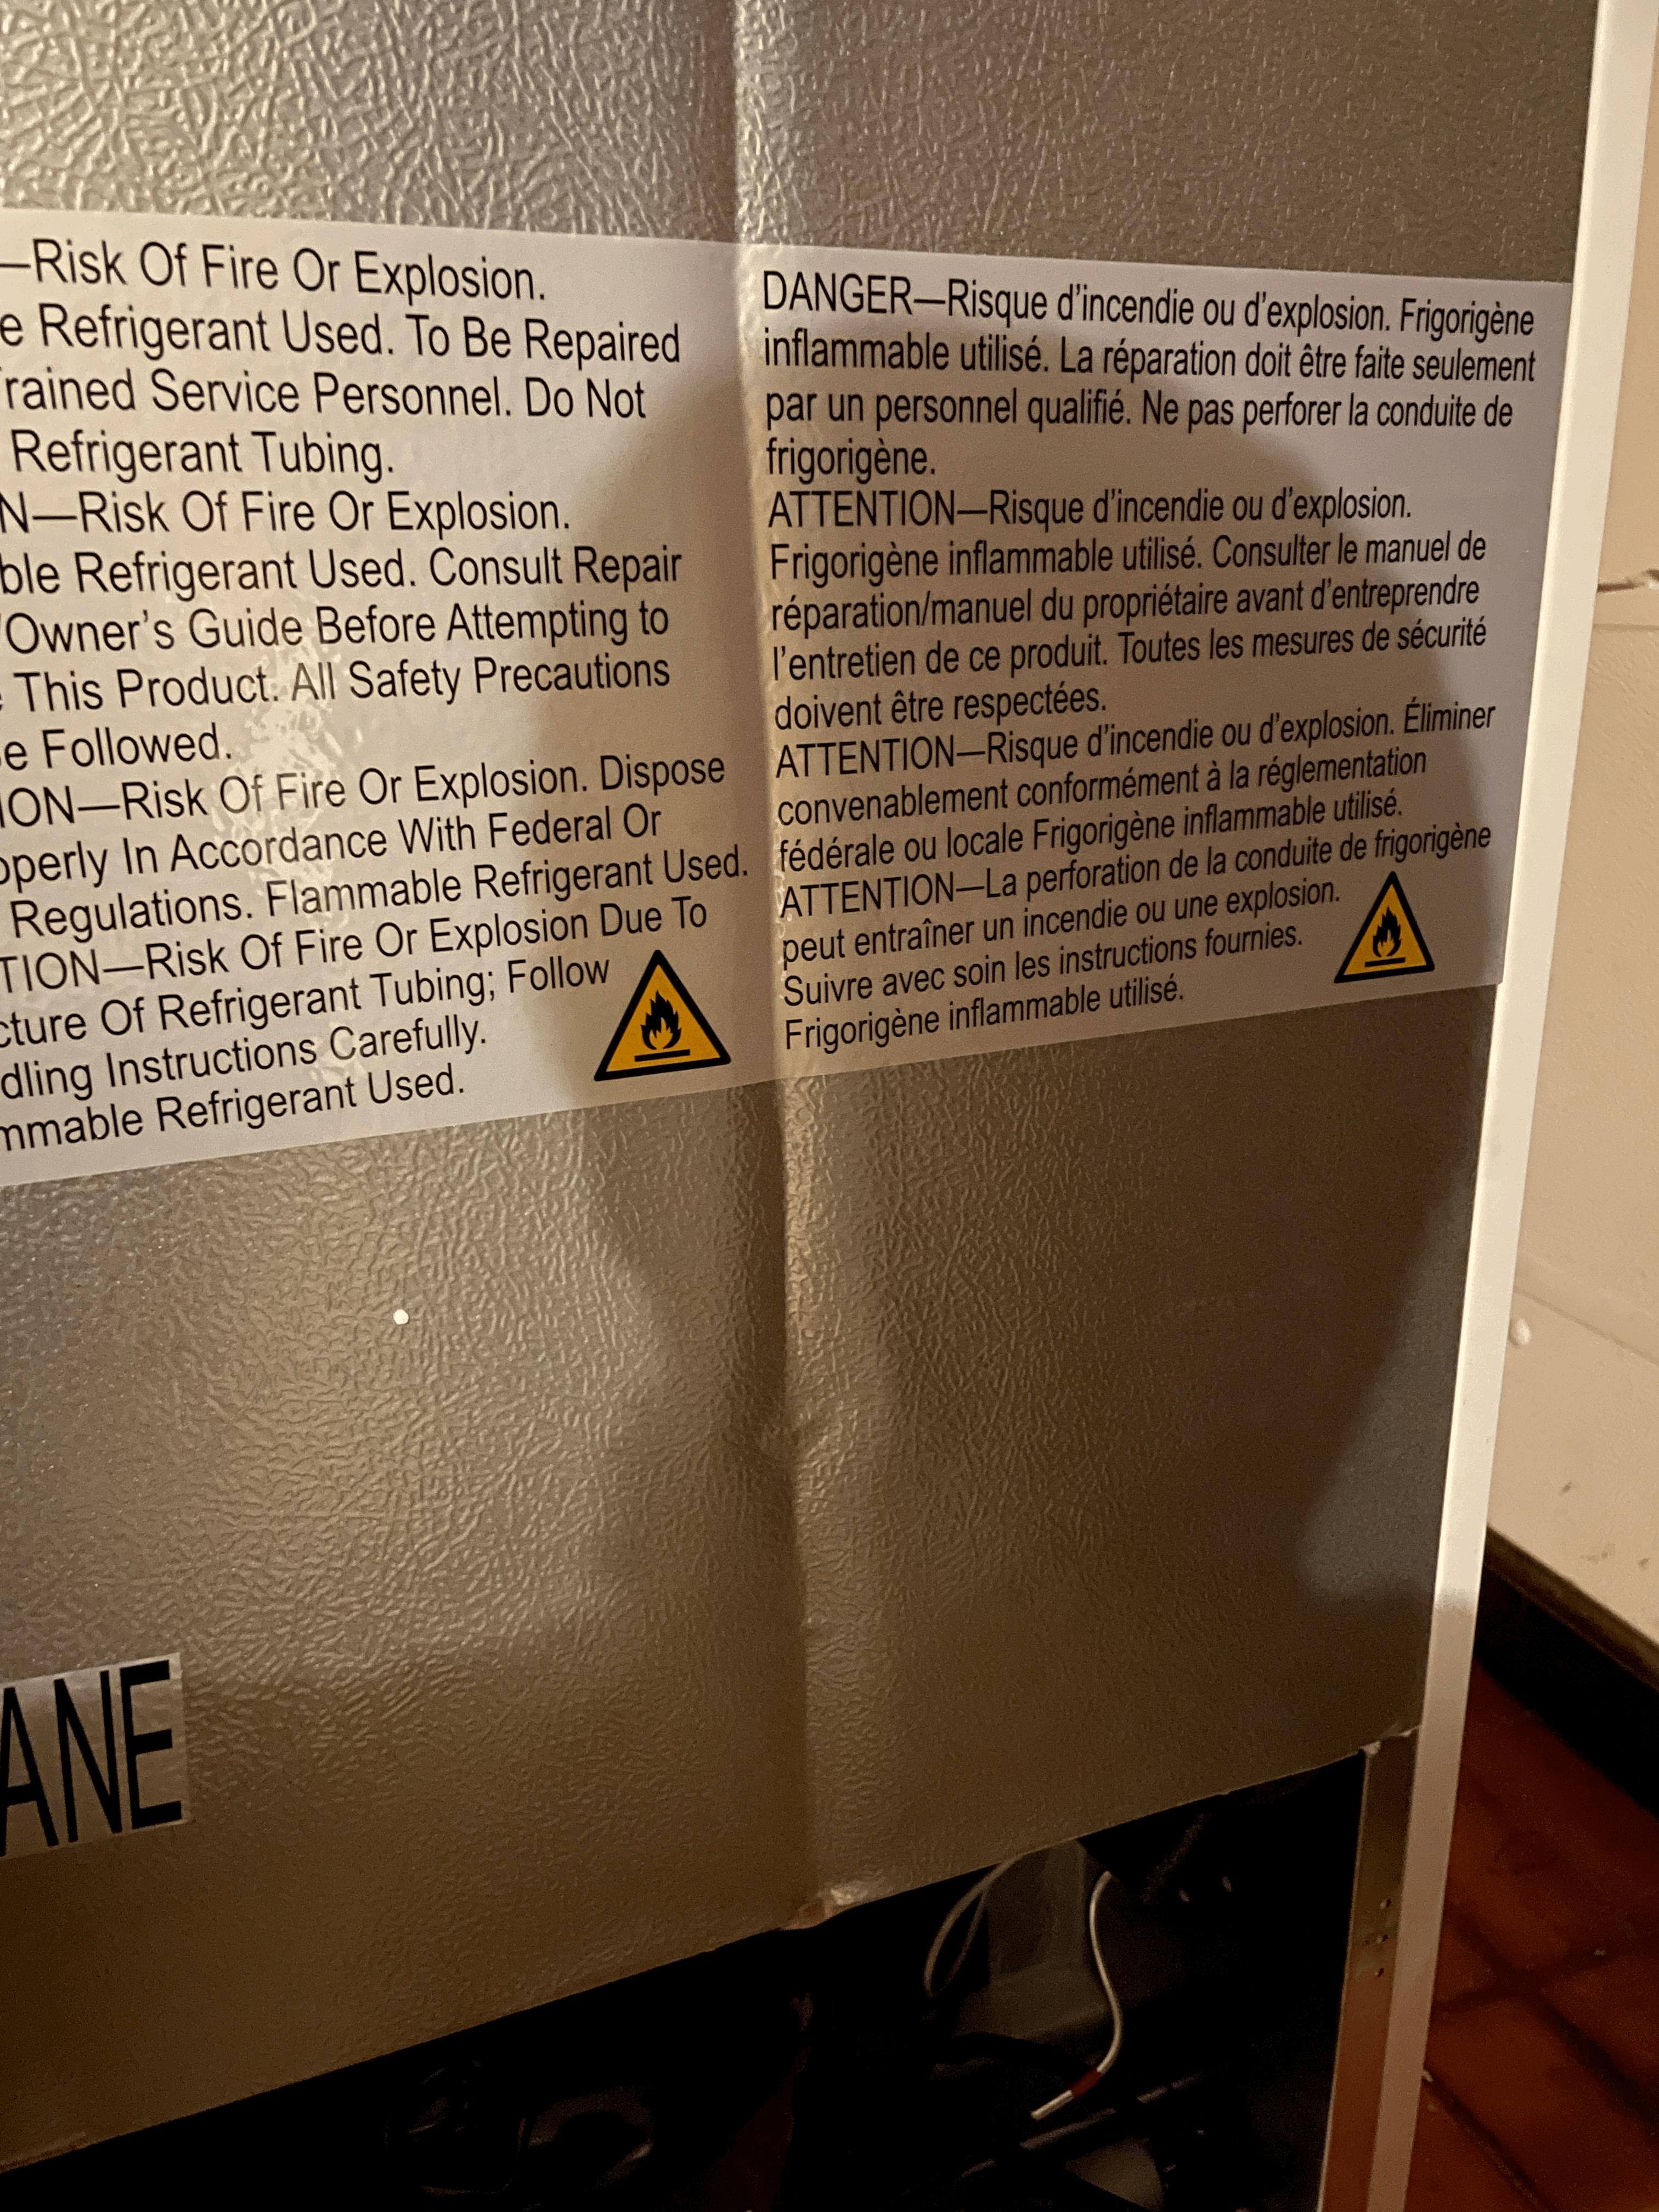 —Risk Of Fire Or Explosion.
Refrigerant Used. To Be Repaired
Service Personnel. Do Not
Refrigerant Tubing.
—Risk Of Fire Or Explosion.
Refrigerant Used. Consult Repair
Owner's Guide Before Attempting to
This Product. All Safety Precautions
Followed.
—Risk Of Fire Or Explosion. Dispose
In Accordance With Federal Or
Regulations. Flammable Refrigerant Used.
—Risk Of Fire Or Explosion Due To
Of Refrigerant Tubing; Follow
Instructions Carefully.
Refrigerant Used.
DANGER—Risque d'incendie ou d'explosion. Frigorigène
inflammable utilisé. La réparation doit être faite seulement
par un personnel qualifié. Ne pas perforer la conduite de
frigorigène.
ATTENTION—Risque d'incendie ou d'explosion.
Frigorigène inflammable utilisé. Consulter le manuel de
réparation/manuel du propriétaire avant d'entreprendre
l'entretien de ce produit. Toutes les mesures de sécurité
doivent être respectées.
ATTENTION—Risque d'incendie ou d'explosion. Éliminer
convenablement conformément à la réglementation
fédérale ou locale Frigorigène inflammable utilisé.
ATTENTION—La perforation de la conduite de frigorigène
peut entraîner un incendie ou une explosion.
Suivre avec soin les instructions fournies.
Frigorigène inflammable utilisé.
ANE